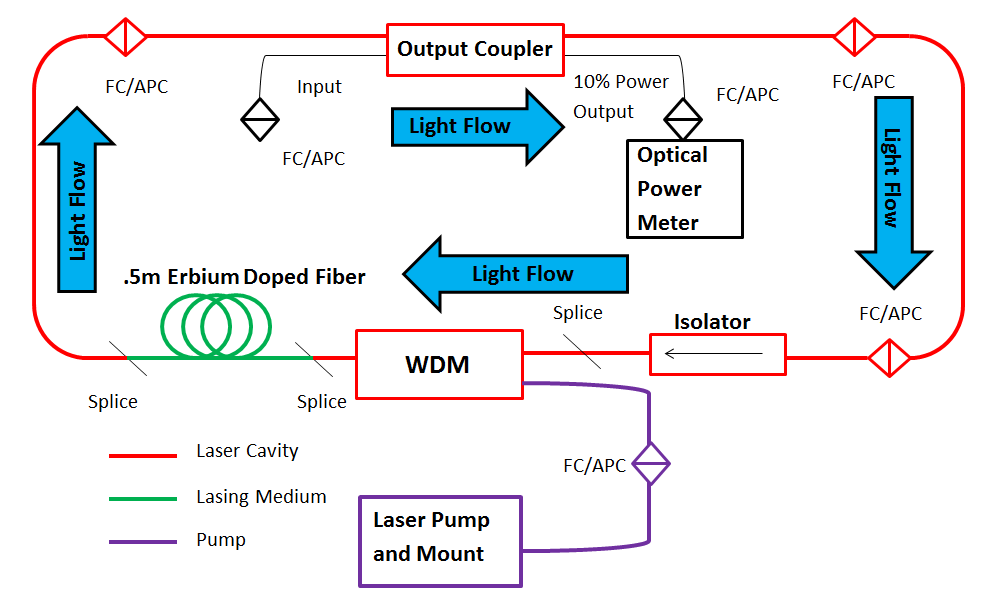 Output Coupler
FC/APC
Input
10% Power
Output
FC/APC
FC/APC
FC/APC
Light Flow
Optical
Power
Meter
Light Flow
Light Flow
Light Flow
.5m Erbium Doped Fiber
Splice
Isolator
FC/APC
WDM
Splice
Splice
Laser Cavity
Lasing Medium
Pump
FC/APC
Laser Pump
and Mount